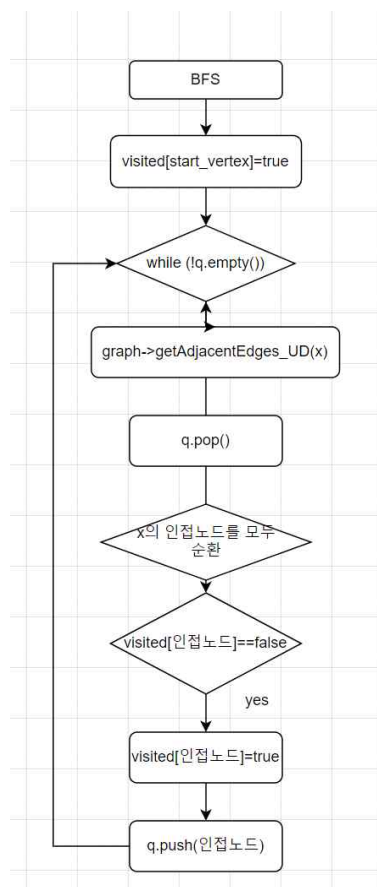 BFS
visited[start_vertex]=true
while (!q.empty())
graph->getAdjacentEdges_UD(x)
q.pop()
x의 인접노드를 모두
순환
visited[인접노드]==false
yes
visited[인접노드]=true
q.push(인접노드)